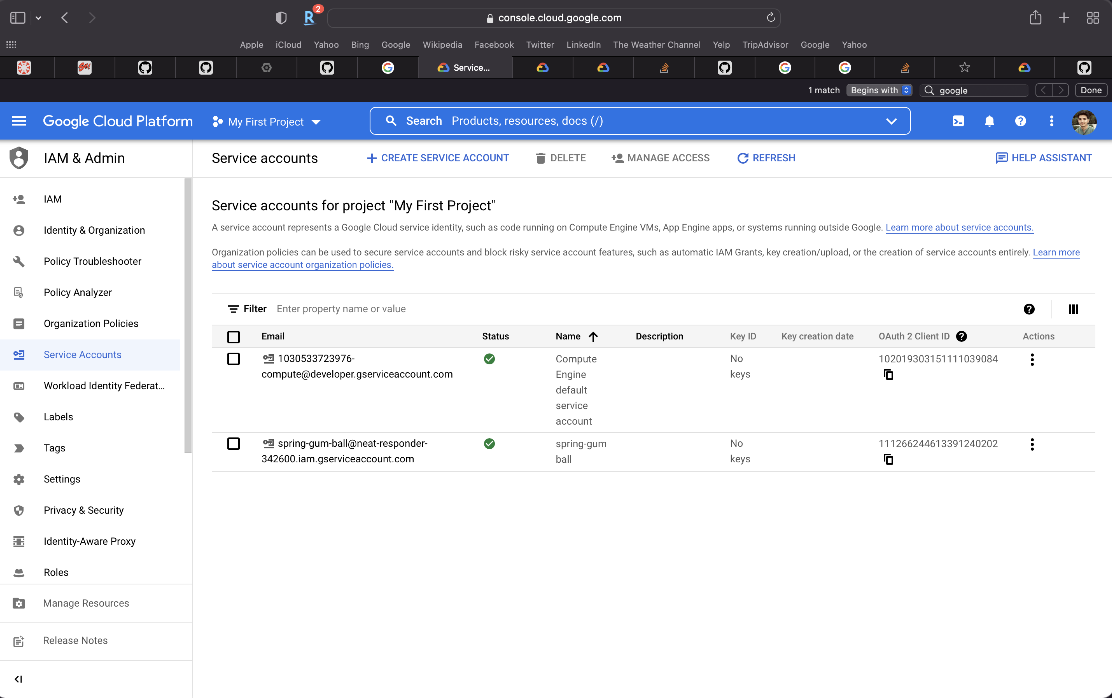 R 2
console.cloud.google.com
Apple iCloud Yahoo Bing Google Wikipedia Facebook Twitter LinkedIn The Weather Channel Yelp TripAdvisor Google Yahoo
Service...
1 match Begins with google Done
Google Cloud Platform My First Project Search Products, resources, docs (/)
IAM & Admin
Service accounts CREATE SERVICE ACCOUNT DELETE MANAGE ACCESS REFRESH HELP ASSISTANT
IAM
Identity & Organization
Policy Troubleshooter
Policy Analyzer
Organization Policies
Service Accounts
Workload Identity Federat...
Labels
Tags
Settings
Privacy & Security
Identity-Aware Proxy
Roles
Manage Resources
Release Notes
Service accounts for project "My First Project"
A service account represents a Google Cloud service identity, such as code running on Compute Engine VMs, App Engine apps, or systems running outside Google. Learn more about service accounts.
Organization policies can be used to secure service accounts and block risky service account features, such as automatic IAM Grants, key creation/upload, or the creation of service accounts entirely. Learn more
about service account organization policies.
Filter Enter property name or value
Email Status Name Description Key ID Key creation date OAuth 2 Client ID Actions
1030533723976-
compute@developer.gserviceaccount.com
Compute
Engine
default
service
account
No
keys
102019303151111039084
spring-gum-ball@neat-responder-
342600.iam.gserviceaccount.com
spring-gum
ball
No
keys
111266244613391240202